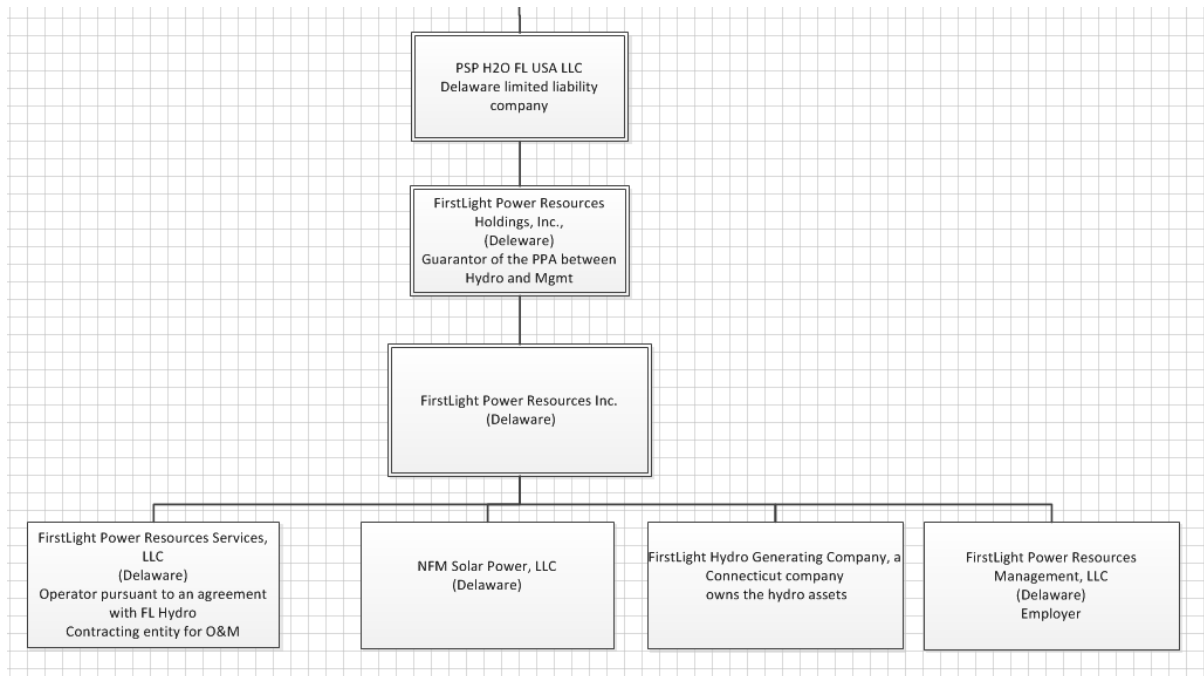 PSP H2O FL USA LLC
Delaware limited liability
company
FirstLight Power Resources
Holdings, Inc.,
(Deleware)
Guarantor of the PPA between
Hydro and Mgmt
FirstLight Power Resources Inc.
(Delaware)
FirstLight Power Resources Services,
LLC
(Delaware)
Operator pursuant to an agreement
with FL Hydro
Contracting entity for O&M
NFM Solar Power, LLC
(Delaware)
FirstLight Hydro Generating Company, a
Connecticut company
owns the hydro assets
FirstLight Power Resources
Management, LLC
(Delaware)
Employer